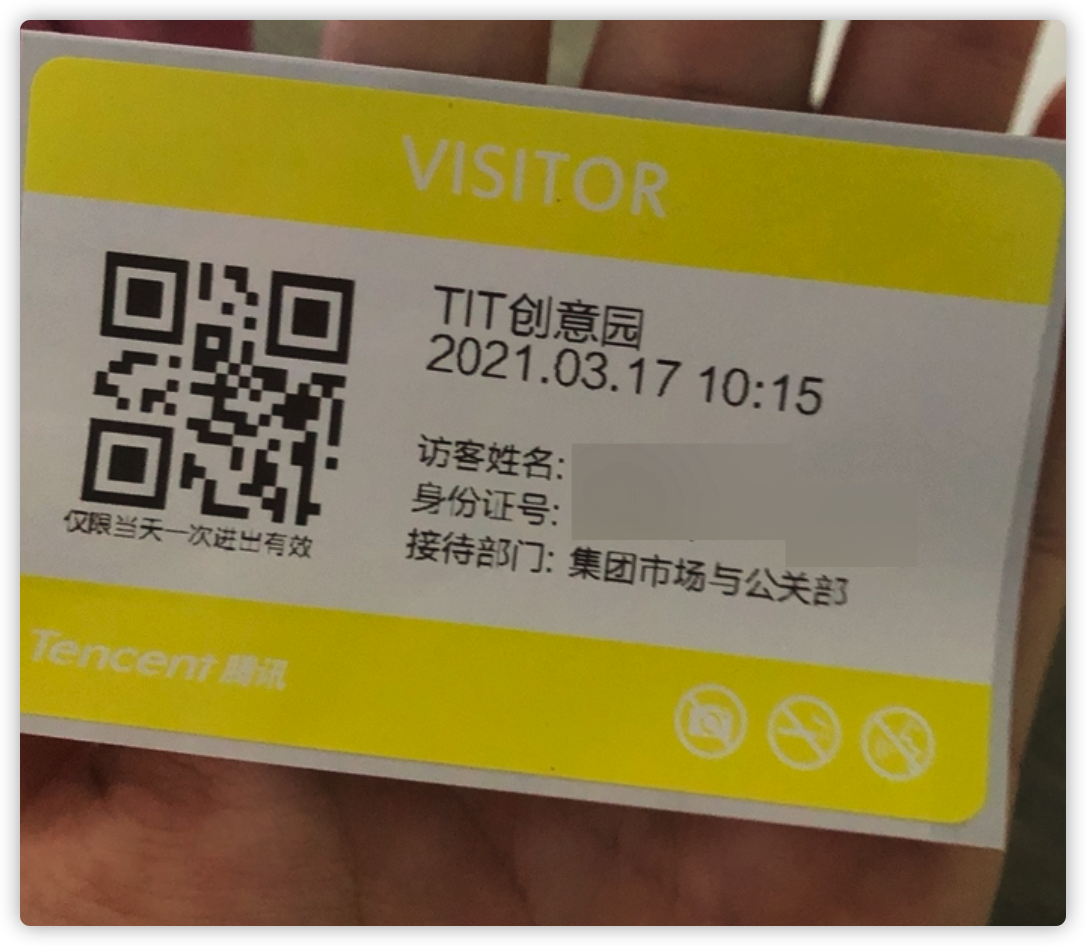 VISITOR
TIT创意园
2021.03.17 10:15
访客姓名:
身份证号:
接待部门: 集团市场与公关部
仅限当天一次进出有效
Tencent 腾讯